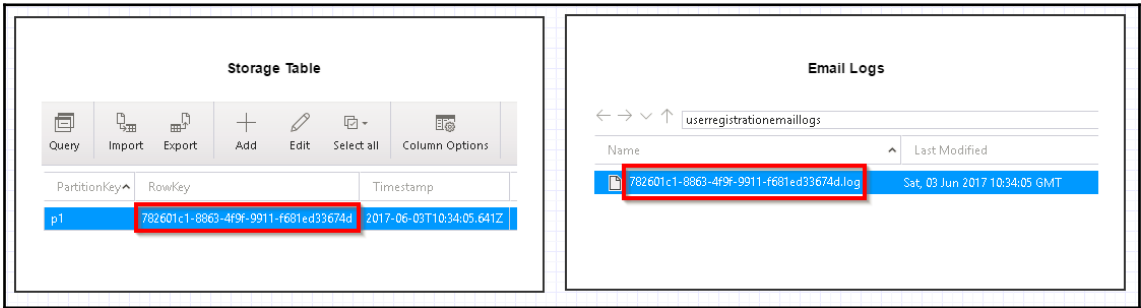 Storage Table
Query Import Export Add Edit Select all Column Options
PartitionKey RowKey Timestamp
p1 782601c1-8863-4f9f-9911-f681ed33674d 2017-06-03T10:34:05.641Z
Email Logs
userregistrationemaillogs
Name Last Modified
782601c1-8863-4f9f-9911-f681ed33674d.log Sat, 03 Jun 2017 10:34:05 GMT